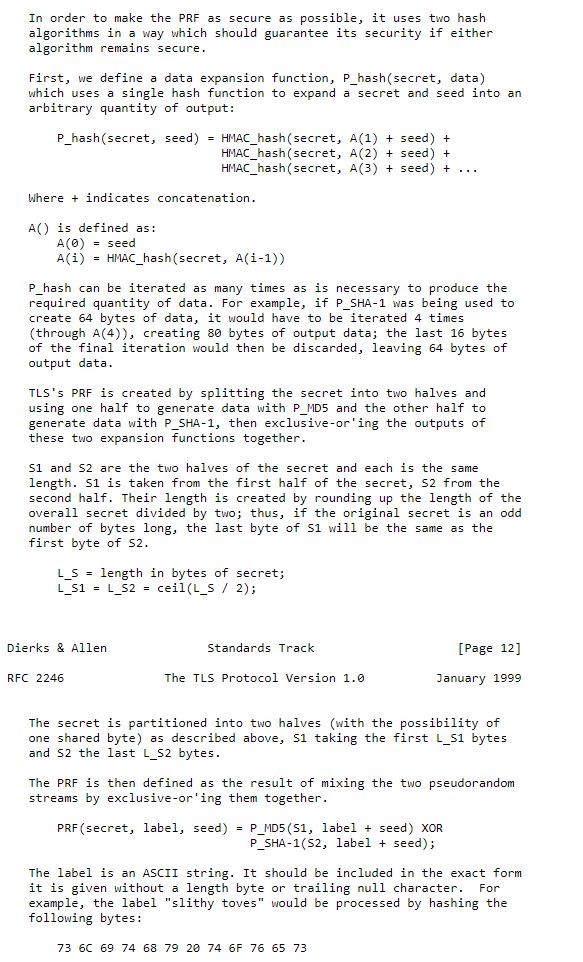 In order to make the PRF as secure as possible, it uses two hash
algorithms in a way which should guarantee its security if either
algorithm remains secure.
First, we define a data expansion function, P_hash(secret, data)
which uses a single hash function to expand a secret and seed into an
arbitrary quantity of output:
P_hash(secret, seed) = HMAC_hash(secret, A(1) + seed) +
HMAC_hash(secret, A(2) + seed) +
HMAC_hash(secret, A(3) + seed) + ...
Where + indicates concatenation.
A() is defined as:
A(0) = seed
A(i) = HMAC_hash(secret, A(i-1))
P_hash can be iterated as many times as is necessary to produce the
required quantity of data. For example, if P_SHA-1 was being used to
create 64 bytes of data, it would have to be iterated 4 times
(through A(4)), creating 80 bytes of output data; the last 16 bytes
of the final iteration would then be discarded, leaving 64 bytes of
output data.
TLS's PRF is created by splitting the secret into two halves and
using one half to generate data with P_MD5 and the other half to
generate data with P_SHA-1, then exclusive-or'ing the outputs of
these two expansion functions together.
S1 and S2 are the two halves of the secret and each is the same
length. S1 is taken from the first half of the secret, S2 from the
second half. Their length is created by rounding up the length of the
overall secret divided by two; thus, if the original secret is an odd
number of bytes long, the last byte of S1 will be the same as the
first byte of S2.
L_S = length in bytes of secret;
L_S1 = L_S2 = ceil(L_S / 2);
Dierks & Allen Standards Track [Page 12]
RFC 2246 The TLS Protocol Version 1.0 January 1999
The secret is partitioned into two halves (with the possibility of
one shared byte) as described above, S1 taking the first L_S1 bytes
and S2 the last L_S2 bytes.
The PRF is then defined as the result of mixing the two pseudorandom
streams by exclusive-or'ing them together.
PRF(secret, label, seed) = P_MD5(S1, label + seed) XOR
P_SHA-1(S2, label + seed);
The label is an ASCII string. It should be included in the exact form
it is given without a length byte or trailing null character. For
example, the label "slithy toves" would be processed by hashing the
following bytes:
73 6C 69 74 68 79 20 74 6F 76 65 73